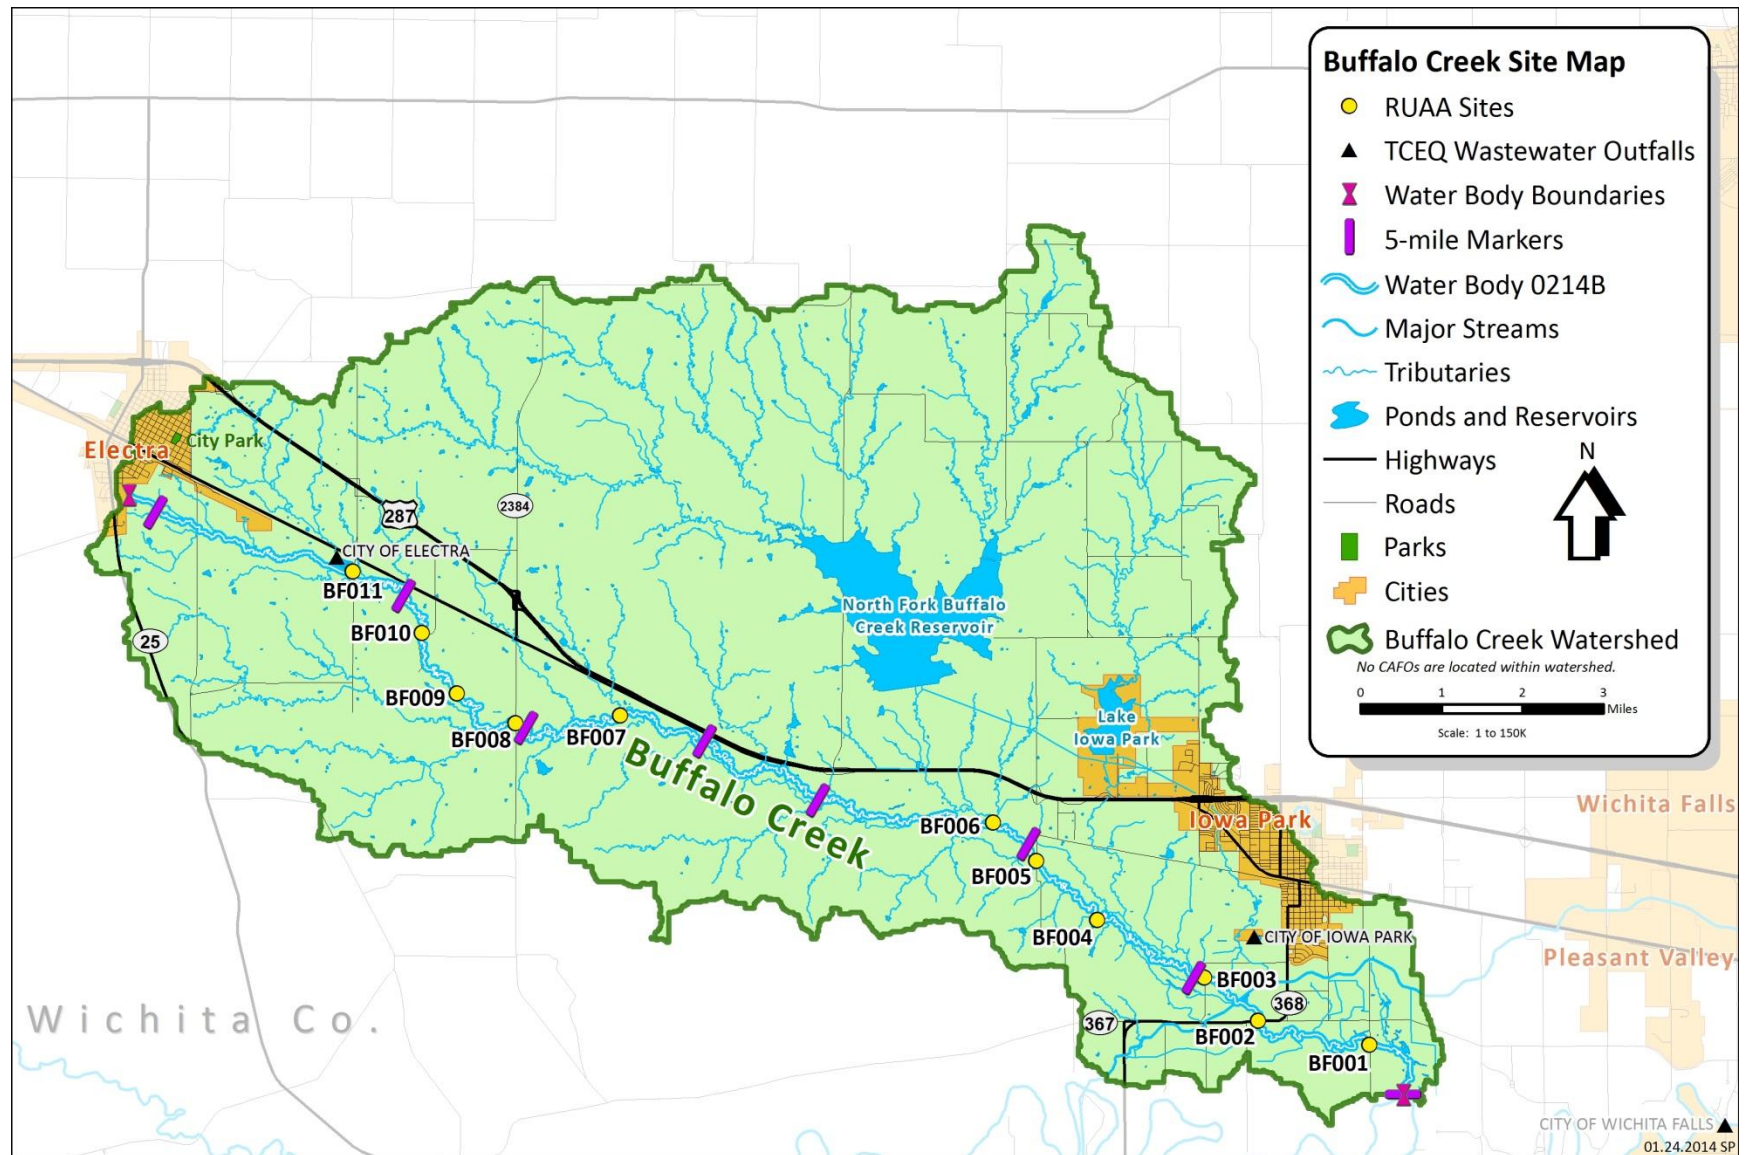 Buffalo Creek Site Map
RUAA Sites
TCEQ Wastewater Outfalls
Water Body Boundaries
5-mile Markers
Water Body 0214B
Major Streams
Tributaries
Ponds and Reservoirs
Highways
Roads
Parks
Cities
N
Buffalo Creek Watershed
No CAFOs are located within watershed.
0 1 2 3
Miles
Scale: 1 to 150K
City Park
Electra
287
2384
CITY OF ELECTRA
BF011
BF010
25
BF009
BF008
BF007
North Fork Buffalo
Creek Reservoir
Lake
Iowa Park
Buffalo Creek
BF006
Iowa Park
Wichita Falls
BF005
BF004
CITY OF IOWA PARK
Pleasant Valley
BF003
368
367
BF002
BF001
Wichita Co.
CITY OF WICHITA FALLS
01.24.2014 SP